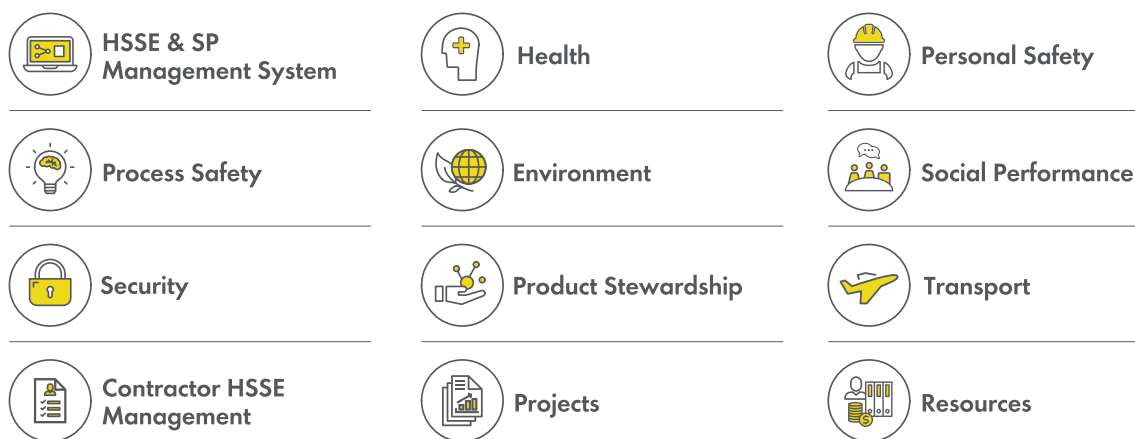 HSSE & SP
Management System
Health
Personal Safety
Process Safety
Environment
Social Performance
Security
Product Stewardship
Transport
Contractor HSSE
Management
Projects
Resources